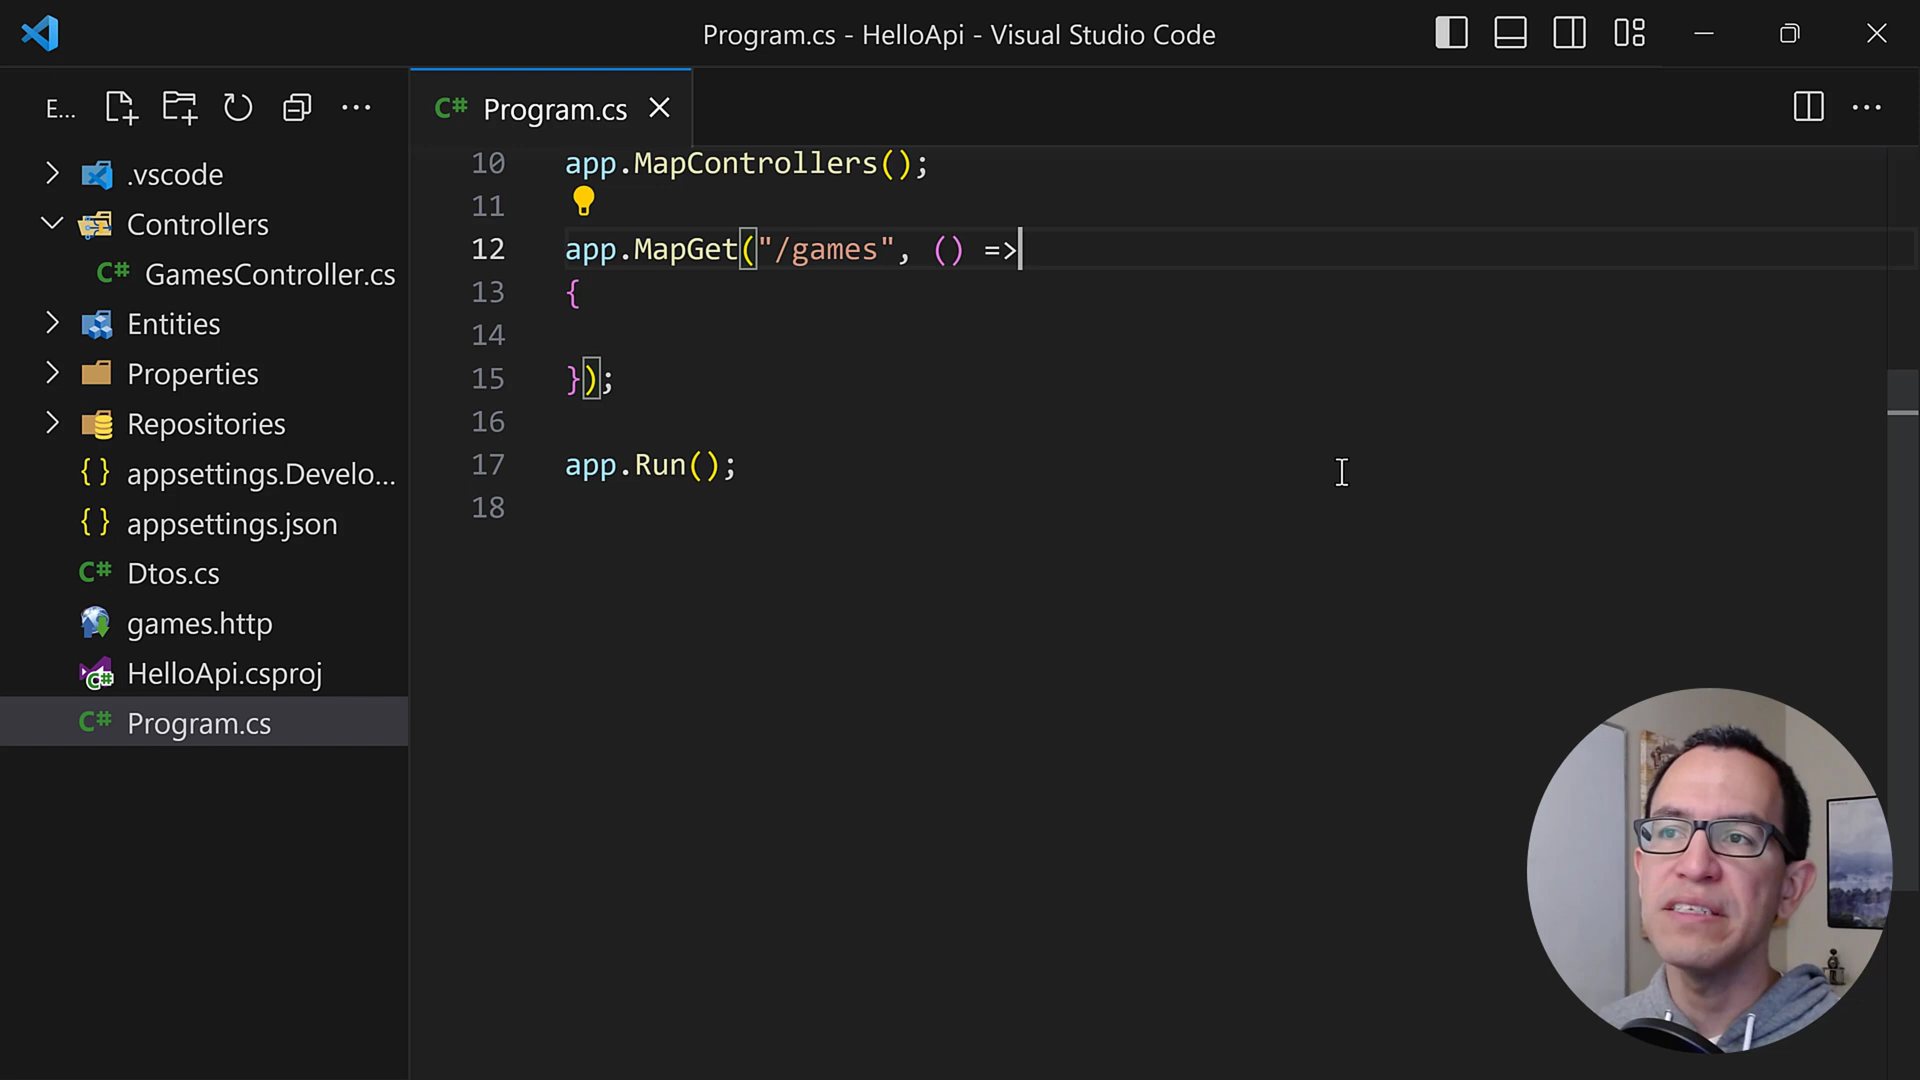 Program.cs - HelloApi - Visual Studio Code
E...
C# Program.cs
.vscode
Controllers
C# GamesController.cs
Entities
Properties
Repositories
{} appsettings.Develo...
{} appsettings.json
C# Dtos.cs
games.http
HelloApi.csproj
C# Program.cs
10 app.MapControllers();
11
12 app.MapGet("/games", () =>
13 {
14
15 });
16
17 app.Run();
18